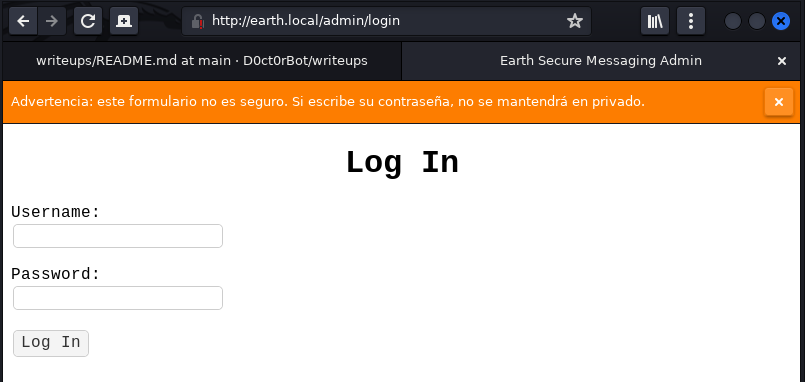 http://earth.local/admin/login
writeups/README.md at main · D0ct0rBot/writeups
Earth Secure Messaging Admin
Advertencia: este formulario no es seguro. Si escribe su contraseña, no se mantendrá en privado.
Log In
Username:
Password:
Log In